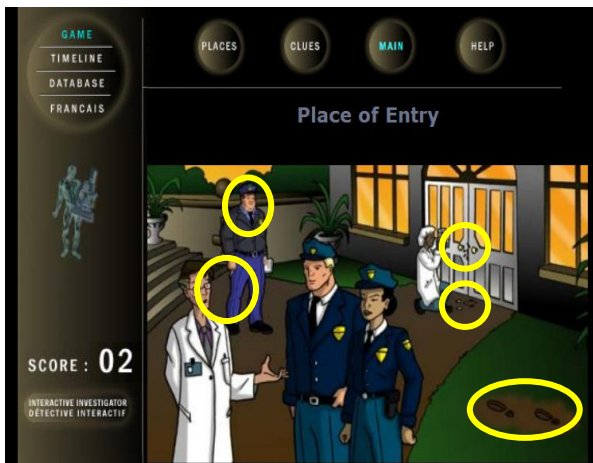 GAME
TIMELINE
DATABASE
FRANCAIS
PLACES
CLUES
MAIN
HELP
Place of Entry
SCORE : 02
INTERACTIVE INVESTIGATOR
DÉTECTIVE INTERACTIF